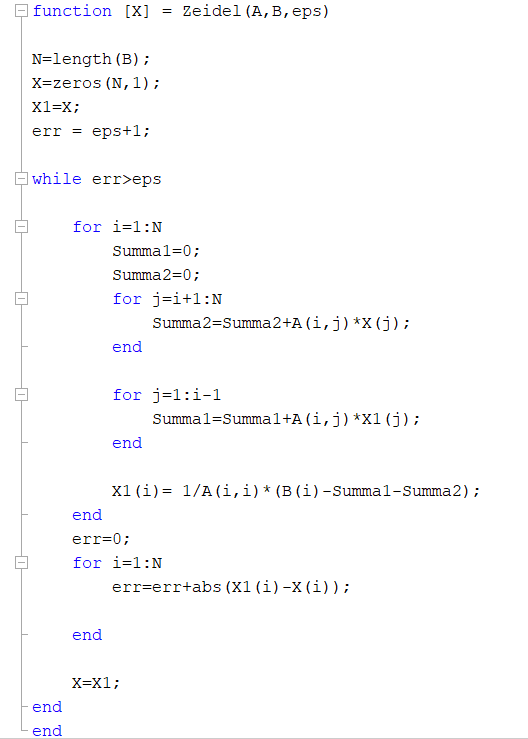 function [X] = Zeidel(A,B,eps)
N=length(B);
X=zeros(N,1);
X1=X;
err = eps+1;
while err>eps
for i=1:N
Summa1=0;
Summa2=0;
for j=i+1:N
Summa2=Summa2+A(i,j)*X(j);
end
for j=1:i-1
Summa1=Summa1+A(i,j)*X1(j);
end
X1(i)= 1/A(i,i)*(B(i)-Summa1-Summa2);
end
err=0;
for i=1:N
err=err+abs(X1(i)-X(i));
end
X=X1;
end
end